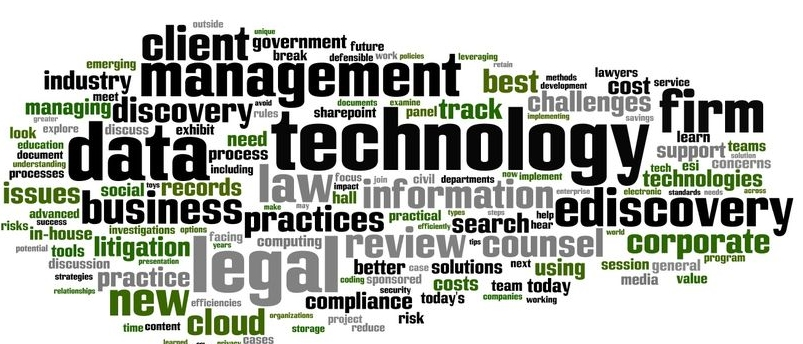 outside
client
unique
government
future
break
defensible
work
policies
leveraging
retain
emerging
industry
management
best
methods
development
lawyers
cost
service
meet
managing
discovery
avoid
rules
documents
examine
sharepoint
panel
track
implementing
challenges
savings
firm
greater
look
explore
discuss
exhibit
education
document
understanding
processes
data
need
process
including
technology
learn
support
teams
solution
concerns
tech
esi
technologies
issues
social
toys
records
law
focus
join
impact
hall
civil
departments
now
implement
information
enterprise
electronic
standards
needs
across
advanced
success
business
make
may
practices
practical
types
steps
efficiently
search
help
hear
ediscovery
risks
in-house
investigations
options
potential
tools
litigation
facing
years
computing
review
tips
counsel
world
corporate
discussion
presentation
strategies
practice
legal
better
case
solutions
next
using
session
general
program
coding
sponsored
costs
team
today
media
value
relationships
new
efficiencies
security
compliance
today's
companies
working
time
content
cloud
organizations
storage
project
reduce
risk
learned
privacy
cases